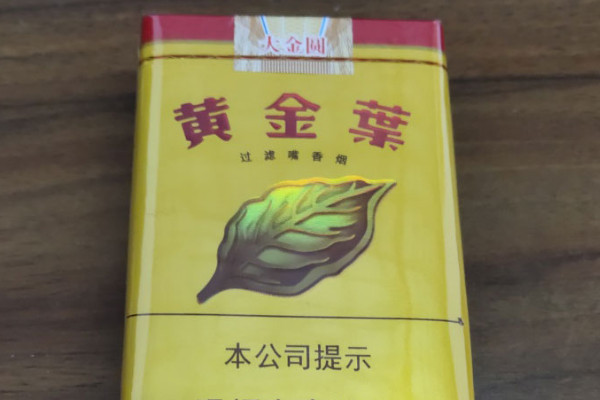 大金圆
黄金葉
过滤嘴香烟
本公司提示